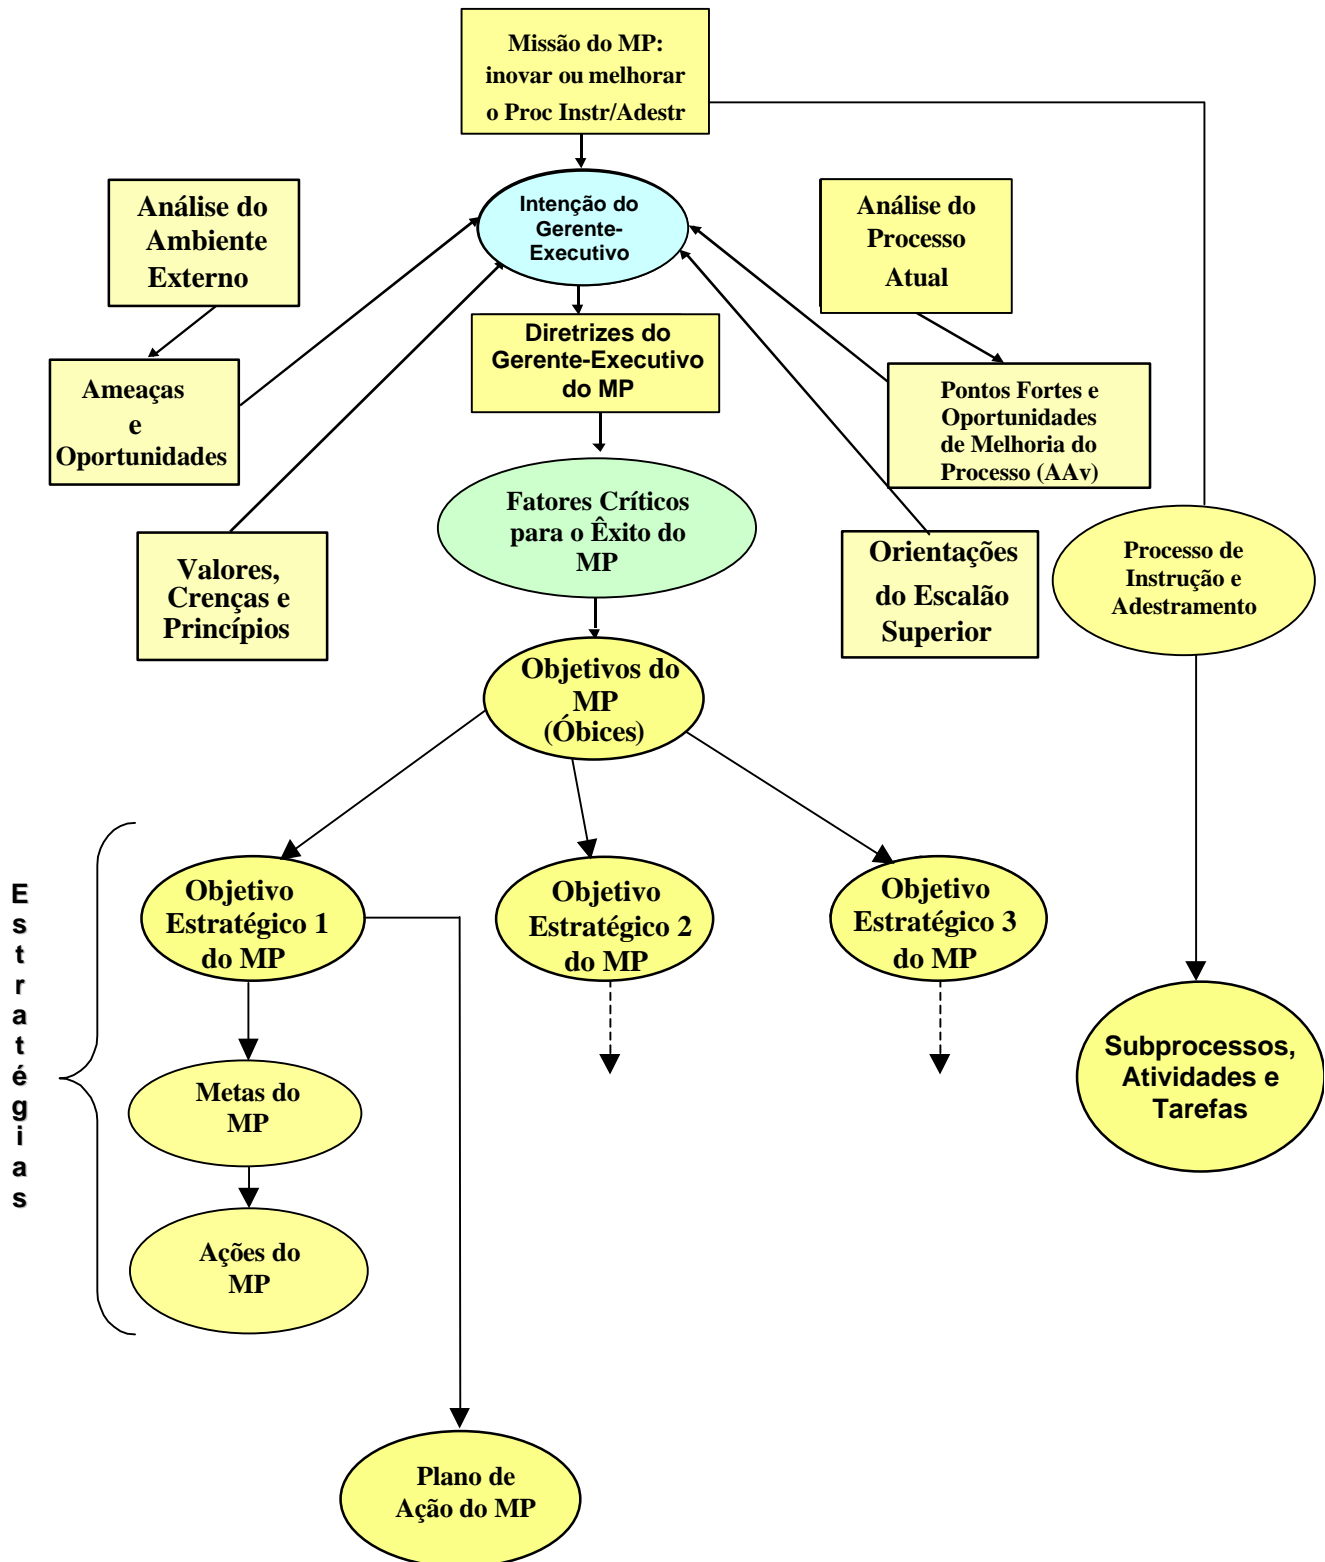 Missão do MP:
inovar ou melhorar
o Proc Instr/Adestr
Análise do
Ambiente
Externo
Intenção do
Gerente-
Executivo
Análise do
Processo
Atual
Diretrizes do
Gerente-Executivo
do MP
Ameaças
e
Oportunidades
Pontos Fortes e
Oportunidades
de Melhoria do
Processo (AAv)
Fatores Críticos
para o Êxito do
MP
Valores,
Crenças e
Princípios
Orientações
do Escalão
Superior
Processo de
Instrução e
Adestramento
Objetivos do
MP
(Óbices)
Estratégias
Objetivo
Estratégico 1
do MP
Objetivo
Estratégico 2
do MP
Objetivo
Estratégico 3
do MP
Subprocessos,
Atividades e
Tarefas
Metas do
MP
Ações do
MP
Plano de
Ação do MP